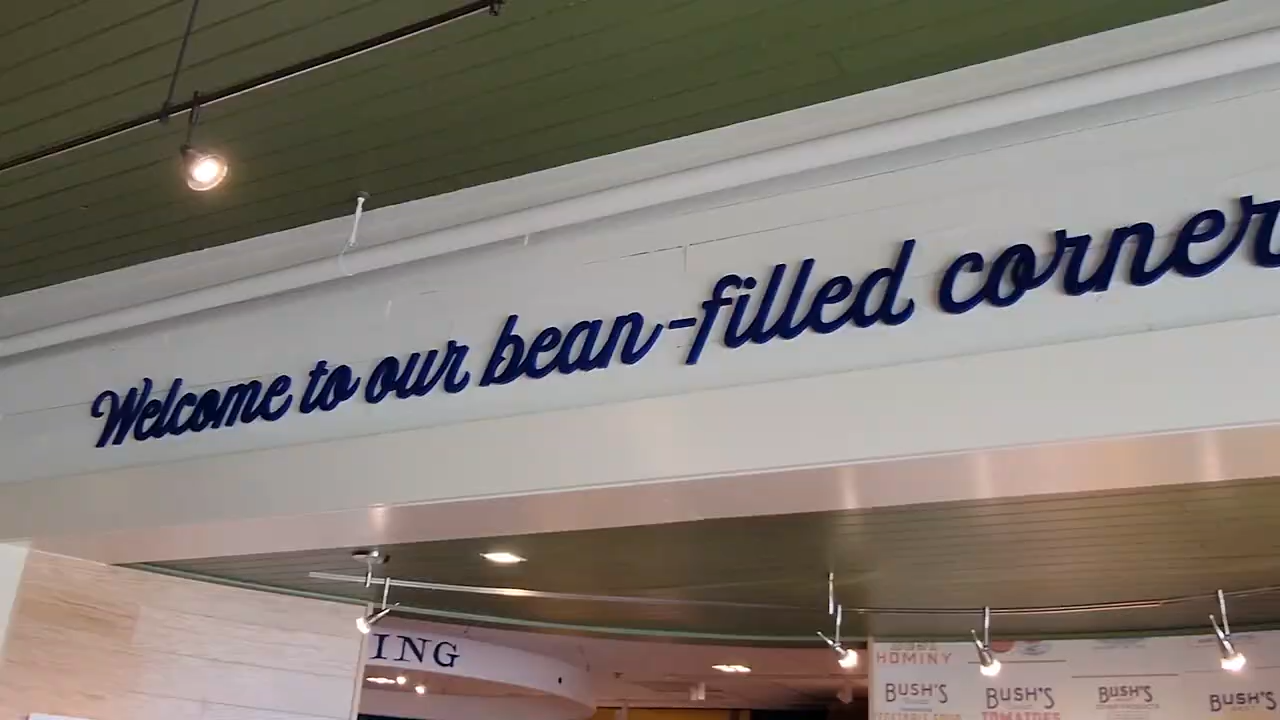 Welcome to our bean-filled corner
ING
HOMINY
BUSH'S
BUSH'S
TOMATOES
BUSH'S
BUSH'S